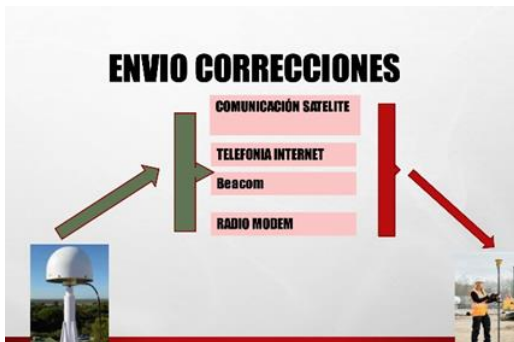 ENVIO CORRECCIONES
COMUNICACIÓN SATELITE
TELEFONIA INTERNET
Beacom
RADIO MODEM